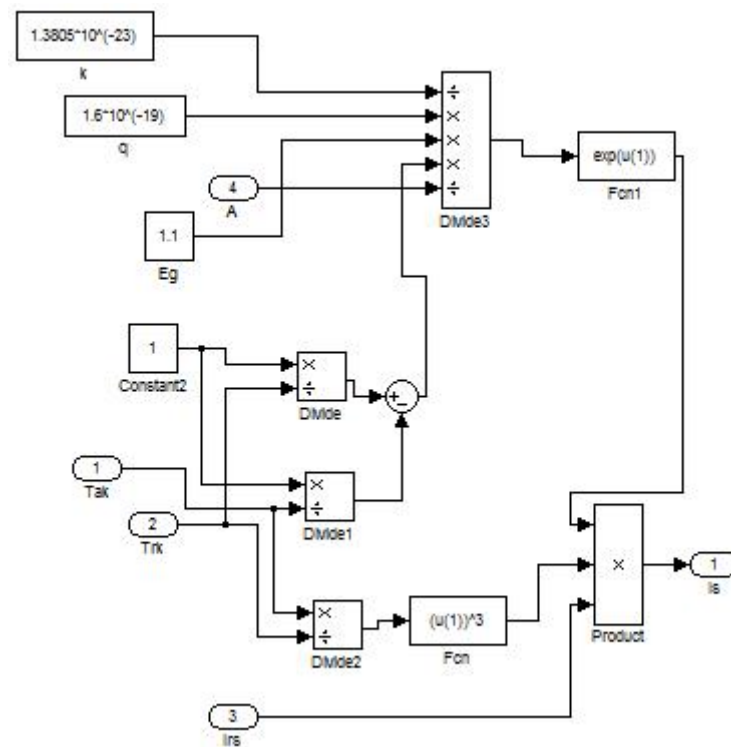 1.3805*10^(-23)
k
1.6*10^(-19)
q
÷
×
×
×
÷
Divide3
exp(u(1))
Fcn1
4
A
1.1
Eg
1
Constant2
×
÷
Divide
+
−
1
Tak
×
÷
Divide1
2
Trk
×
÷
Divide2
(u(1))^3
Fcn
×
Product
1
Is
3
Irs